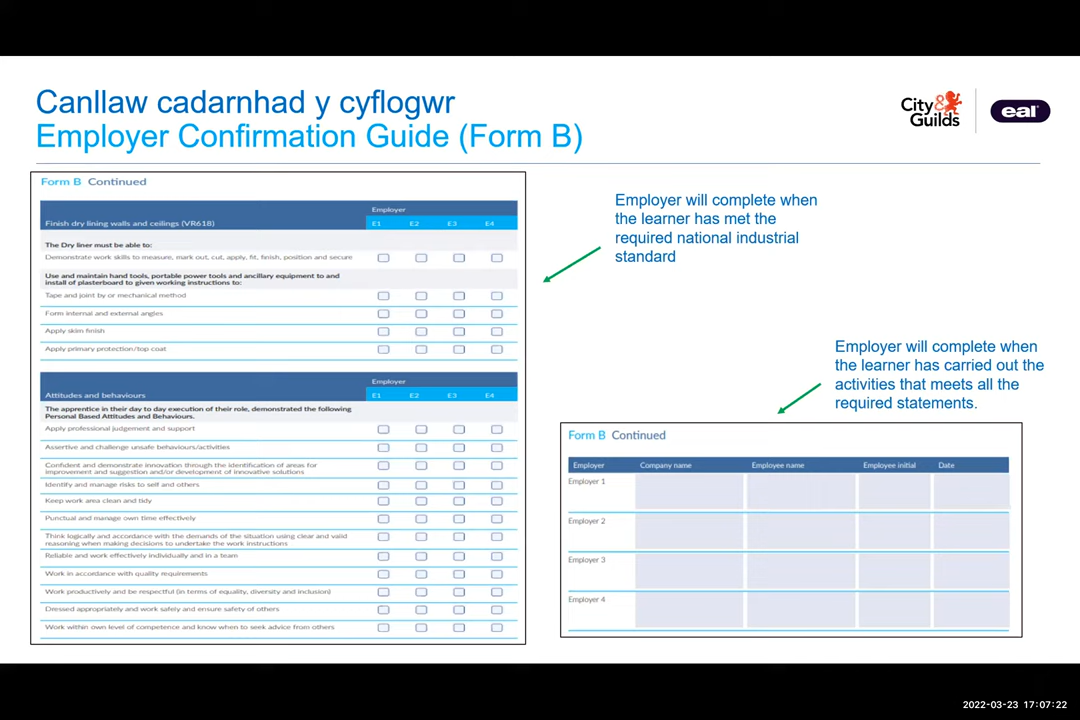 Canllaw cadarnhad y cyflogwr
Employer Confirmation Guide (Form B)
City&
Guilds
eal
Form B Continued
Employer
Finish dry lining walls and ceilings (VR618) E1 E2 E3 E4
The Dry liner must be able to:
Demonstrate work skills to measure, mark out, cut, apply, fit, finish, position and secure
Use and maintain hand tools, portable power tools and ancillary equipment to and
install of plasterboard to given working instructions to:
Tape and joint by or mechanical method
Form internal and external angles
Apply skim finish
Apply primary protection/top coat
Employer
Attitudes and behaviours E1 E2 E3 E4
The apprentice in their day to day execution of their role, demonstrated the following
Personal Based Attitudes and Behaviours.
Apply professional judgement and support
Assertive and challenge unsafe behaviours/activities
Confident and demonstrate innovation through the identification of areas for
improvement and suggestion and/or development of innovative solutions
Identify and manage risks to self and others
Keep work area clean and tidy
Punctual and manage own time effectively
Think logically and accordance with the demands of the situation using clear and valid
reasoning when making decisions to undertake the work instructions
Reliable and work effectively individually and in a team
Work in accordance with quality requirements
Work productively and be respectful (in terms of equality, diversity and inclusion)
Dressed appropriately and work safely and ensure safety of others
Work within own level of competence and know when to seek advice from others
Employer will complete when
the learner has met the
required national industrial
standard
Employer will complete when
the learner has carried out the
activities that meets all the
required statements.
Form B Continued
Employer Company name Employee name Employee initial Date
Employer 1
Employer 2
Employer 3
Employer 4
2022-03-23 17:07:22